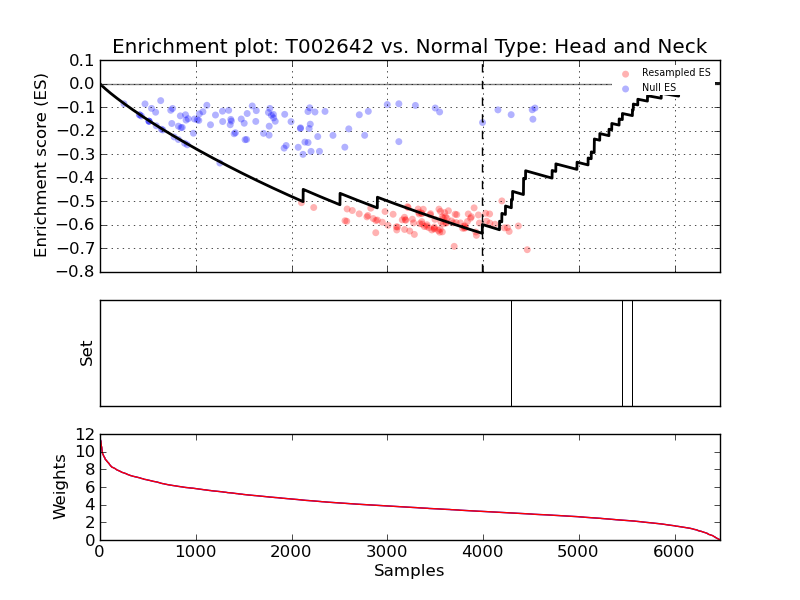 Enrichment plot: T002642 vs. Normal Type: Head and Neck
Enrichment score (ES)
0.1
0.0
−0.1
−0.2
−0.3
−0.4
−0.5
−0.6
−0.7
−0.8
Resampled ES
Null ES
Set
Weights
12
10
8
6
4
2
0
0 1000 2000 3000 4000 5000 6000
Samples